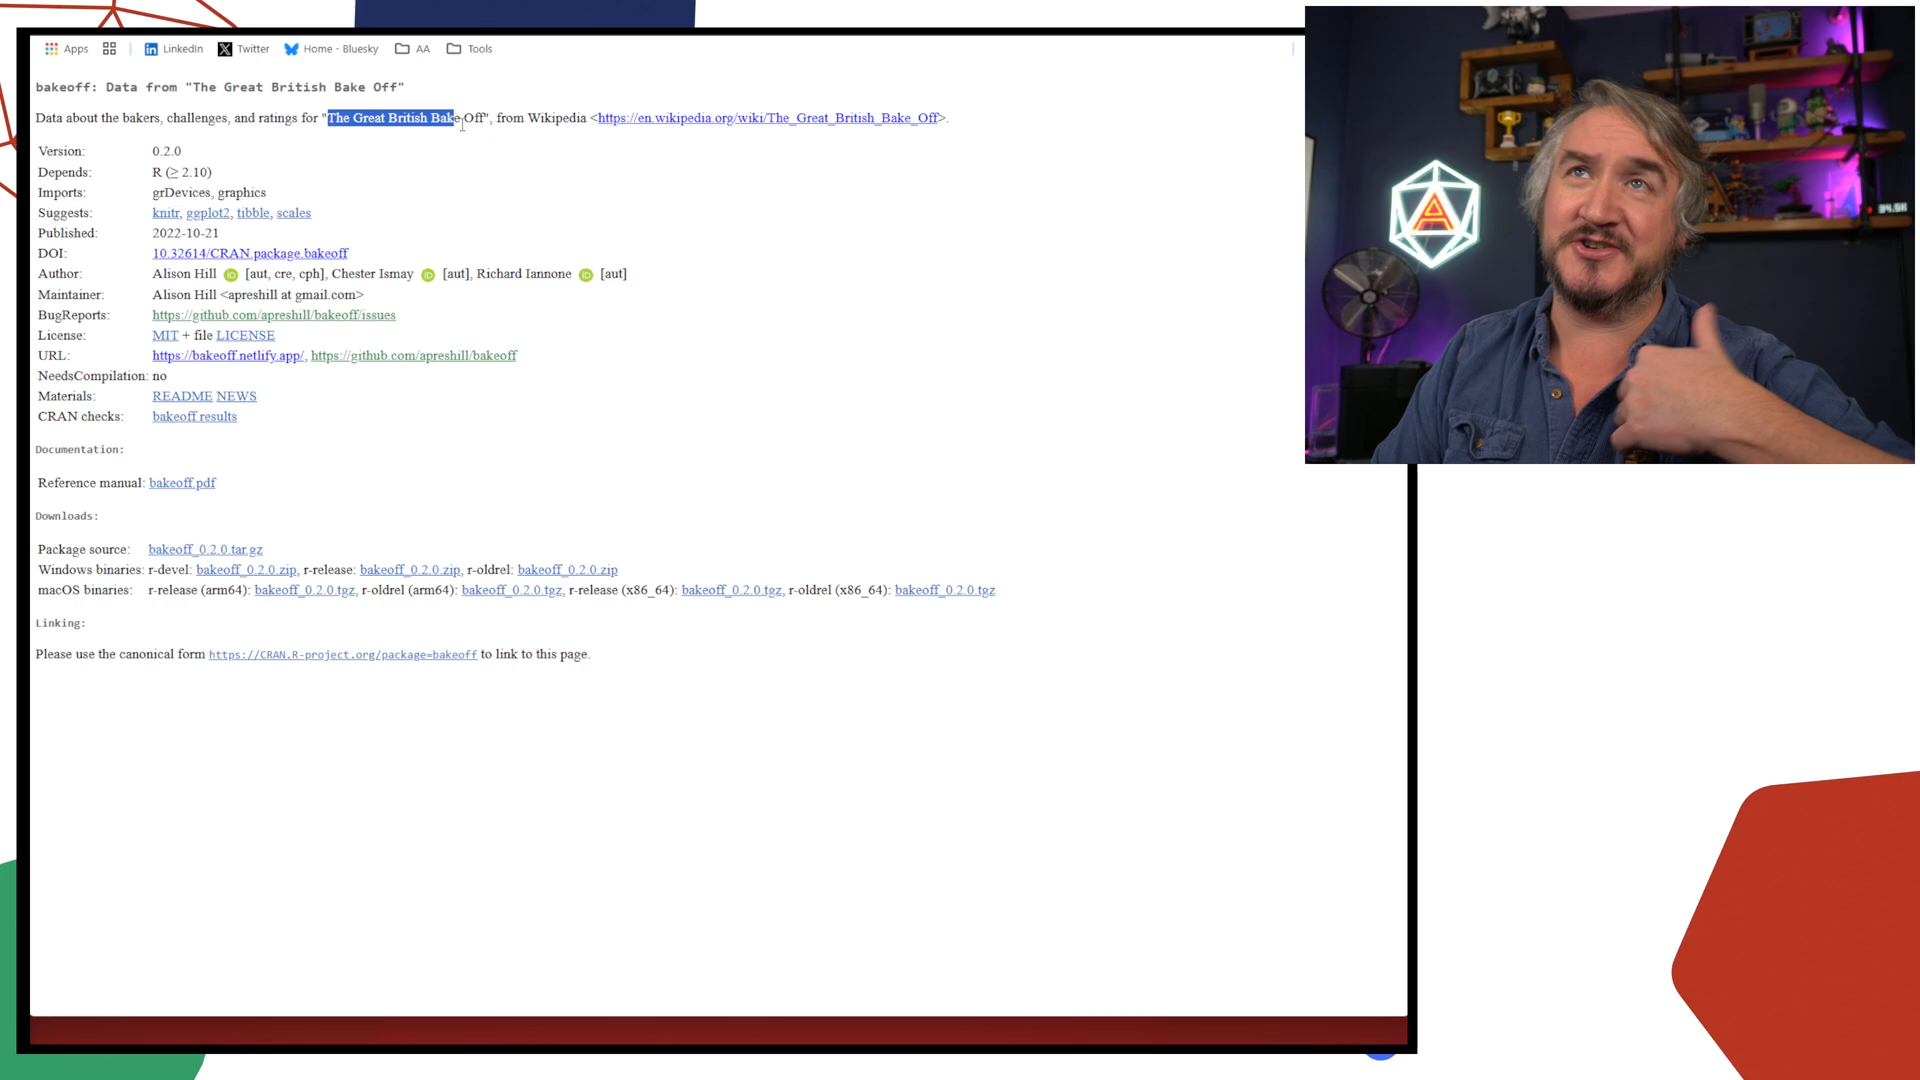 Apps LinkedIn Twitter Home - Bluesky AA Tools
bakeoff: Data from "The Great British Bake Off"
Data about the bakers, challenges, and ratings for "The Great British Bake Off", from Wikipedia <https://en.wikipedia.org/wiki/The_Great_British_Bake_Off>.
Version: 0.2.0
Depends: R (≥ 2.10)
Imports: grDevices, graphics
Suggests: knitr, ggplot2, tibble, scales
Published: 2022-10-21
DOI: 10.32614/CRAN.package.bakeoff
Author: Alison Hill iD [aut, cre, cph], Chester Ismay iD [aut], Richard Iannone iD [aut]
Maintainer: Alison Hill <apreshill at gmail.com>
BugReports: https://github.com/apreshill/bakeoff/issues
License: MIT + file LICENSE
URL: https://bakeoff.netlify.app/, https://github.com/apreshill/bakeoff
NeedsCompilation: no
Materials: README NEWS
CRAN checks: bakeoff results
Documentation:
Reference manual: bakeoff.pdf
Downloads:
Package source: bakeoff_0.2.0.tar.gz
Windows binaries: r-devel: bakeoff_0.2.0.zip, r-release: bakeoff_0.2.0.zip, r-oldrel: bakeoff_0.2.0.zip
macOS binaries: r-release (arm64): bakeoff_0.2.0.tgz, r-oldrel (arm64): bakeoff_0.2.0.tgz, r-release (x86_64): bakeoff_0.2.0.tgz, r-oldrel (x86_64): bakeoff_0.2.0.tgz
Linking:
Please use the canonical form https://CRAN.R-project.org/package=bakeoff to link to this page.